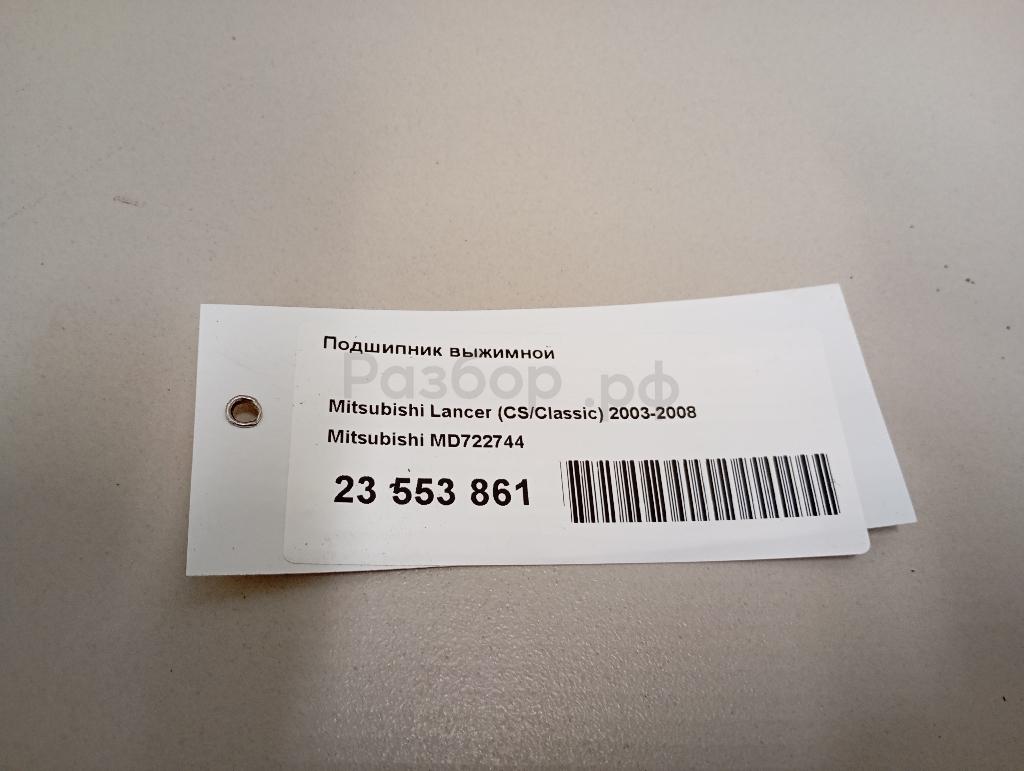 Подшипник выжимной
Разбор.рф
Mitsubishi Lancer (CS/Classic) 2003-2008
Mitsubishi MD722744
23 553 861